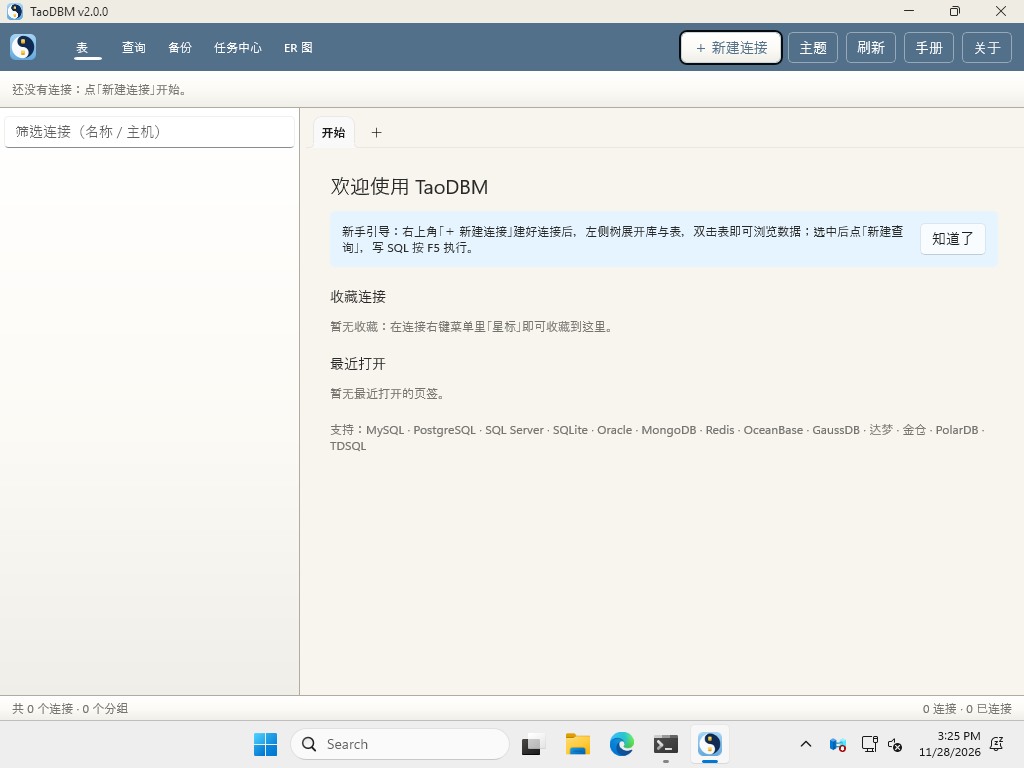 TaoDBM v2.0.0
表 查询 备份 任务中心 ER 图 + 新建连接 主题 刷新 手册 关于
还没有连接：点「新建连接」开始。
筛选连接（名称 / 主机）
开始 +
欢迎使用 TaoDBM
新手引导：右上角「＋ 新建连接」建好连接后，左侧树展开库与表，双击表即可浏览数据；选中后点「新建查
询」，写 SQL 按 F5 执行。
知道了
收藏连接
暂无收藏：在连接右键菜单里「星标」即可收藏到这里。
最近打开
暂无最近打开的页签。
支持：MySQL · PostgreSQL · SQL Server · SQLite · Oracle · MongoDB · Redis · OceanBase · GaussDB · 达梦 · 金仓 · PolarDB ·
TDSQL
共 0 个连接 · 0 个分组
0 连接 · 0 已连接
Search
3:25 PM
11/28/2026